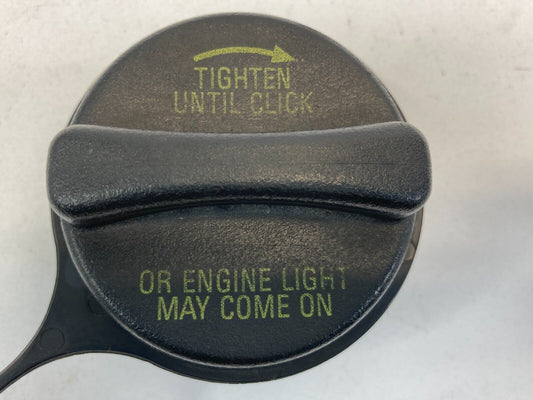 TIGHTEN
UNTIL CLICK
OR ENGINE LIGHT
MAY COME ON